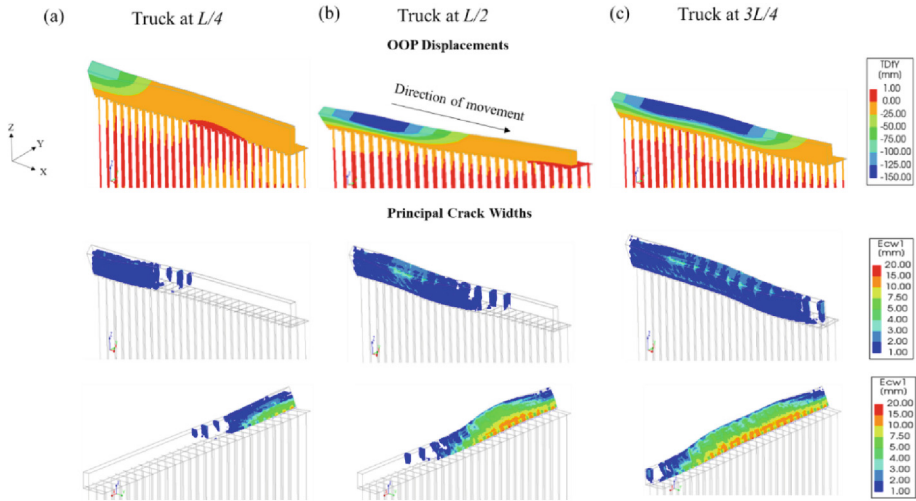 (a) Truck at L/4 (b) Truck at L/2 (c) Truck at 3L/4
OOP Displacements
Direction of movement
Z
Y
X
TDtY
(mm)
1.00
0.00
-25.00
-50.00
-75.00
-100.00
-125.00
-150.00
Principal Crack Widths
Ecw1
(mm)
20.00
15.00
10.00
7.50
5.00
4.00
3.00
2.00
1.00
Ecw1
(mm)
20.00
15.00
10.00
7.50
5.00
4.00
3.00
2.00
1.00